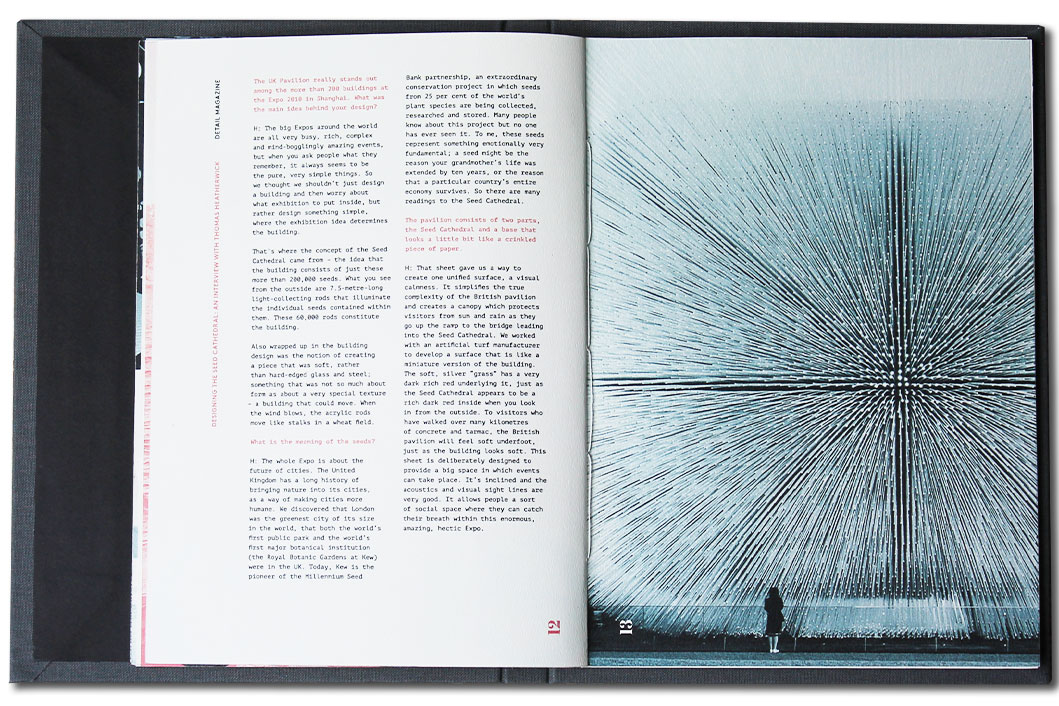 DETAIL MAGAZINE
DESIGNING THE SEED CATHEDRAL: AN INTERVIEW WITH THOMAS HEATHERWICK
The UK Pavilion really stands out
among the more than 200 buildings at
the Expo 2010 in Shanghai. What was
the main idea behind your design?
H: The big Expos around the world
are all very busy, rich, complex
and mind-bogglingly amazing events,
but when you ask people what they
remember, it always seems to be
the pure, very simple things. So
we thought we shouldn't just design
a building and then worry about
what exhibition to put inside, but
rather design something simple,
where the exhibition idea determines
the building.
That's where the concept of the Seed
Cathedral came from – the idea that
the building consists of just these
more than 200,000 seeds. What you see
from the outside are 7.5-metre-long
light-collecting rods that illuminate
the individual seeds contained within
them. These 60,000 rods constitute
the building.
Also wrapped up in the building
design was the notion of creating
a piece that was soft, rather
than hard-edged glass and steel;
something that was not so much about
form as about a very special texture
– a building that could move. When
the wind blows, the acrylic rods
move like stalks in a wheat field.
What is the meaning of the seeds?
H: The whole Expo is about the
future of cities. The United
Kingdom has a long history of
bringing nature into its cities,
as a way of making cities more
humane. We discovered that London
was the greenest city of its size
in the world, that both the world's
first public park and the world's
first major botanical institution
(the Royal Botanic Gardens at Kew)
were in the UK. Today, Kew is the
pioneer of the Millennium Seed
Bank partnership, an extraordinary
conservation project in which seeds
from 25 per cent of the world's
plant species are being collected,
researched and stored. Many people
know about this project but no one
has ever seen it. To me, these seeds
represent something emotionally very
fundamental; a seed might be the
reason your grandmother's life was
extended by ten years, or the reason
that a particular country's entire
economy survives. So there are many
readings to the Seed Cathedral.
The pavilion consists of two parts,
the Seed Cathedral and a base that
looks a little bit like a crinkled
piece of paper.
H: That sheet gave us a way to
create one unified surface, a visual
calmness. It simplifies the true
complexity of the British pavilion
and creates a canopy which protects
visitors from sun and rain as they
go up the ramp to the bridge leading
into the Seed Cathedral. We worked
with an artificial turf manufacturer
to develop a surface that is like a
miniature version of the building.
The soft, silver "grass" has a very
dark rich red underlying it, just as
the Seed Cathedral appears to be a
rich dark red inside when you look
in from the outside. To visitors who
have walked over many kilometres
of concrete and tarmac, the British
pavilion will feel soft underfoot,
just as the building looks soft. This
sheet is deliberately designed to
provide a big space in which events
can take place. It's inclined and the
acoustics and visual sight lines are
very good. It allows people a sort
of social space where they can catch
their breath within this enormous,
amazing, hectic Expo.
12
13